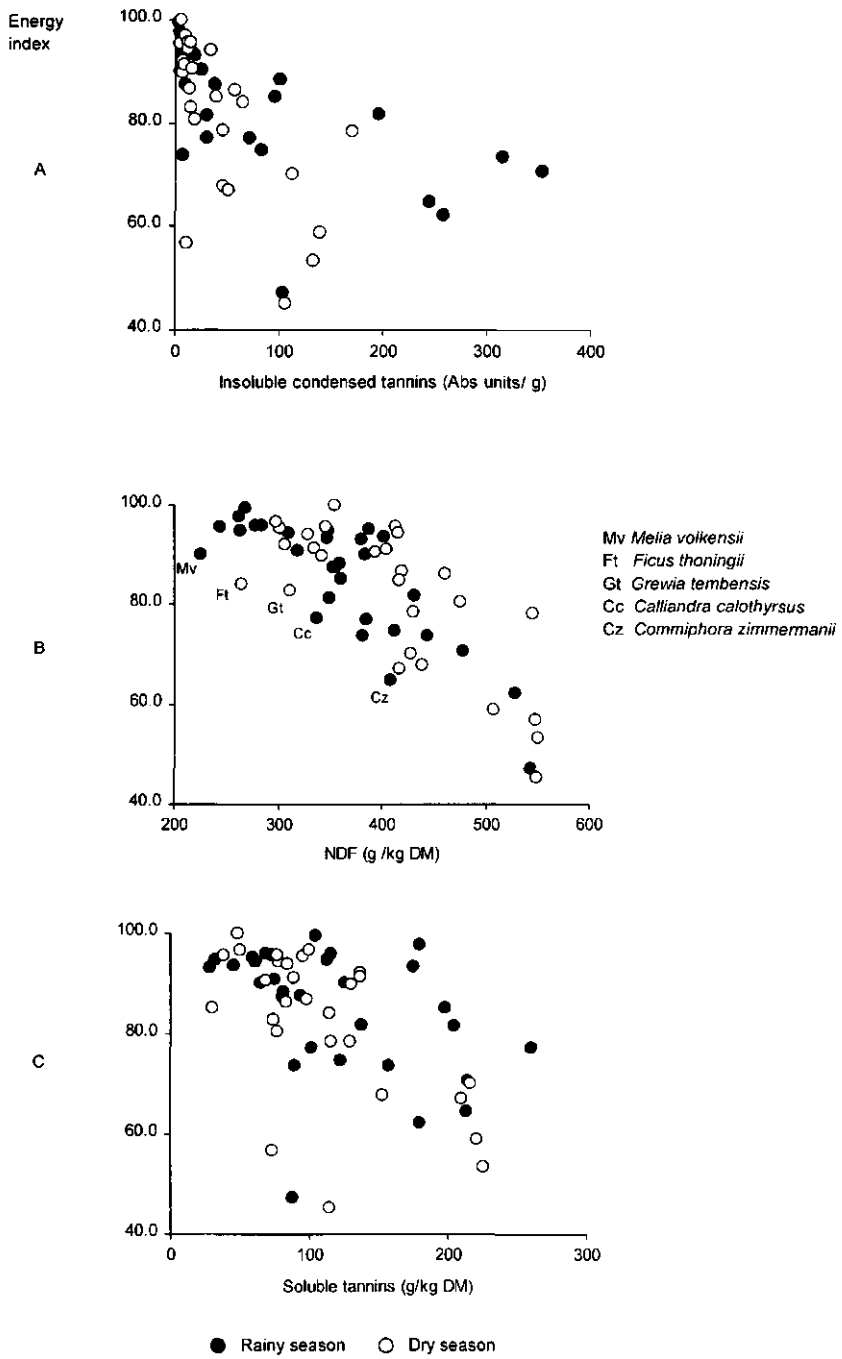 Energy
index
100.0
80.0
A
60.0
40.0
0 100 200 300 400
Insoluble condensed tannins (Abs units/ g)
100.0
Mv Melia volkensii
Mv
Ft Ficus thoningii
Ft
Gt Grewia tembensis
80.0
Gt
Cc Calliandra calothyrsus
Cc
Cz Commiphora zimmermanii
B
Cz
60.0
40.0
200 300 400 500 600
NDF (g /kg DM)
100.0
80.0
C
60.0
40.0
0 100 200 300
Soluble tannins (g/kg DM)
Rainy season Dry season